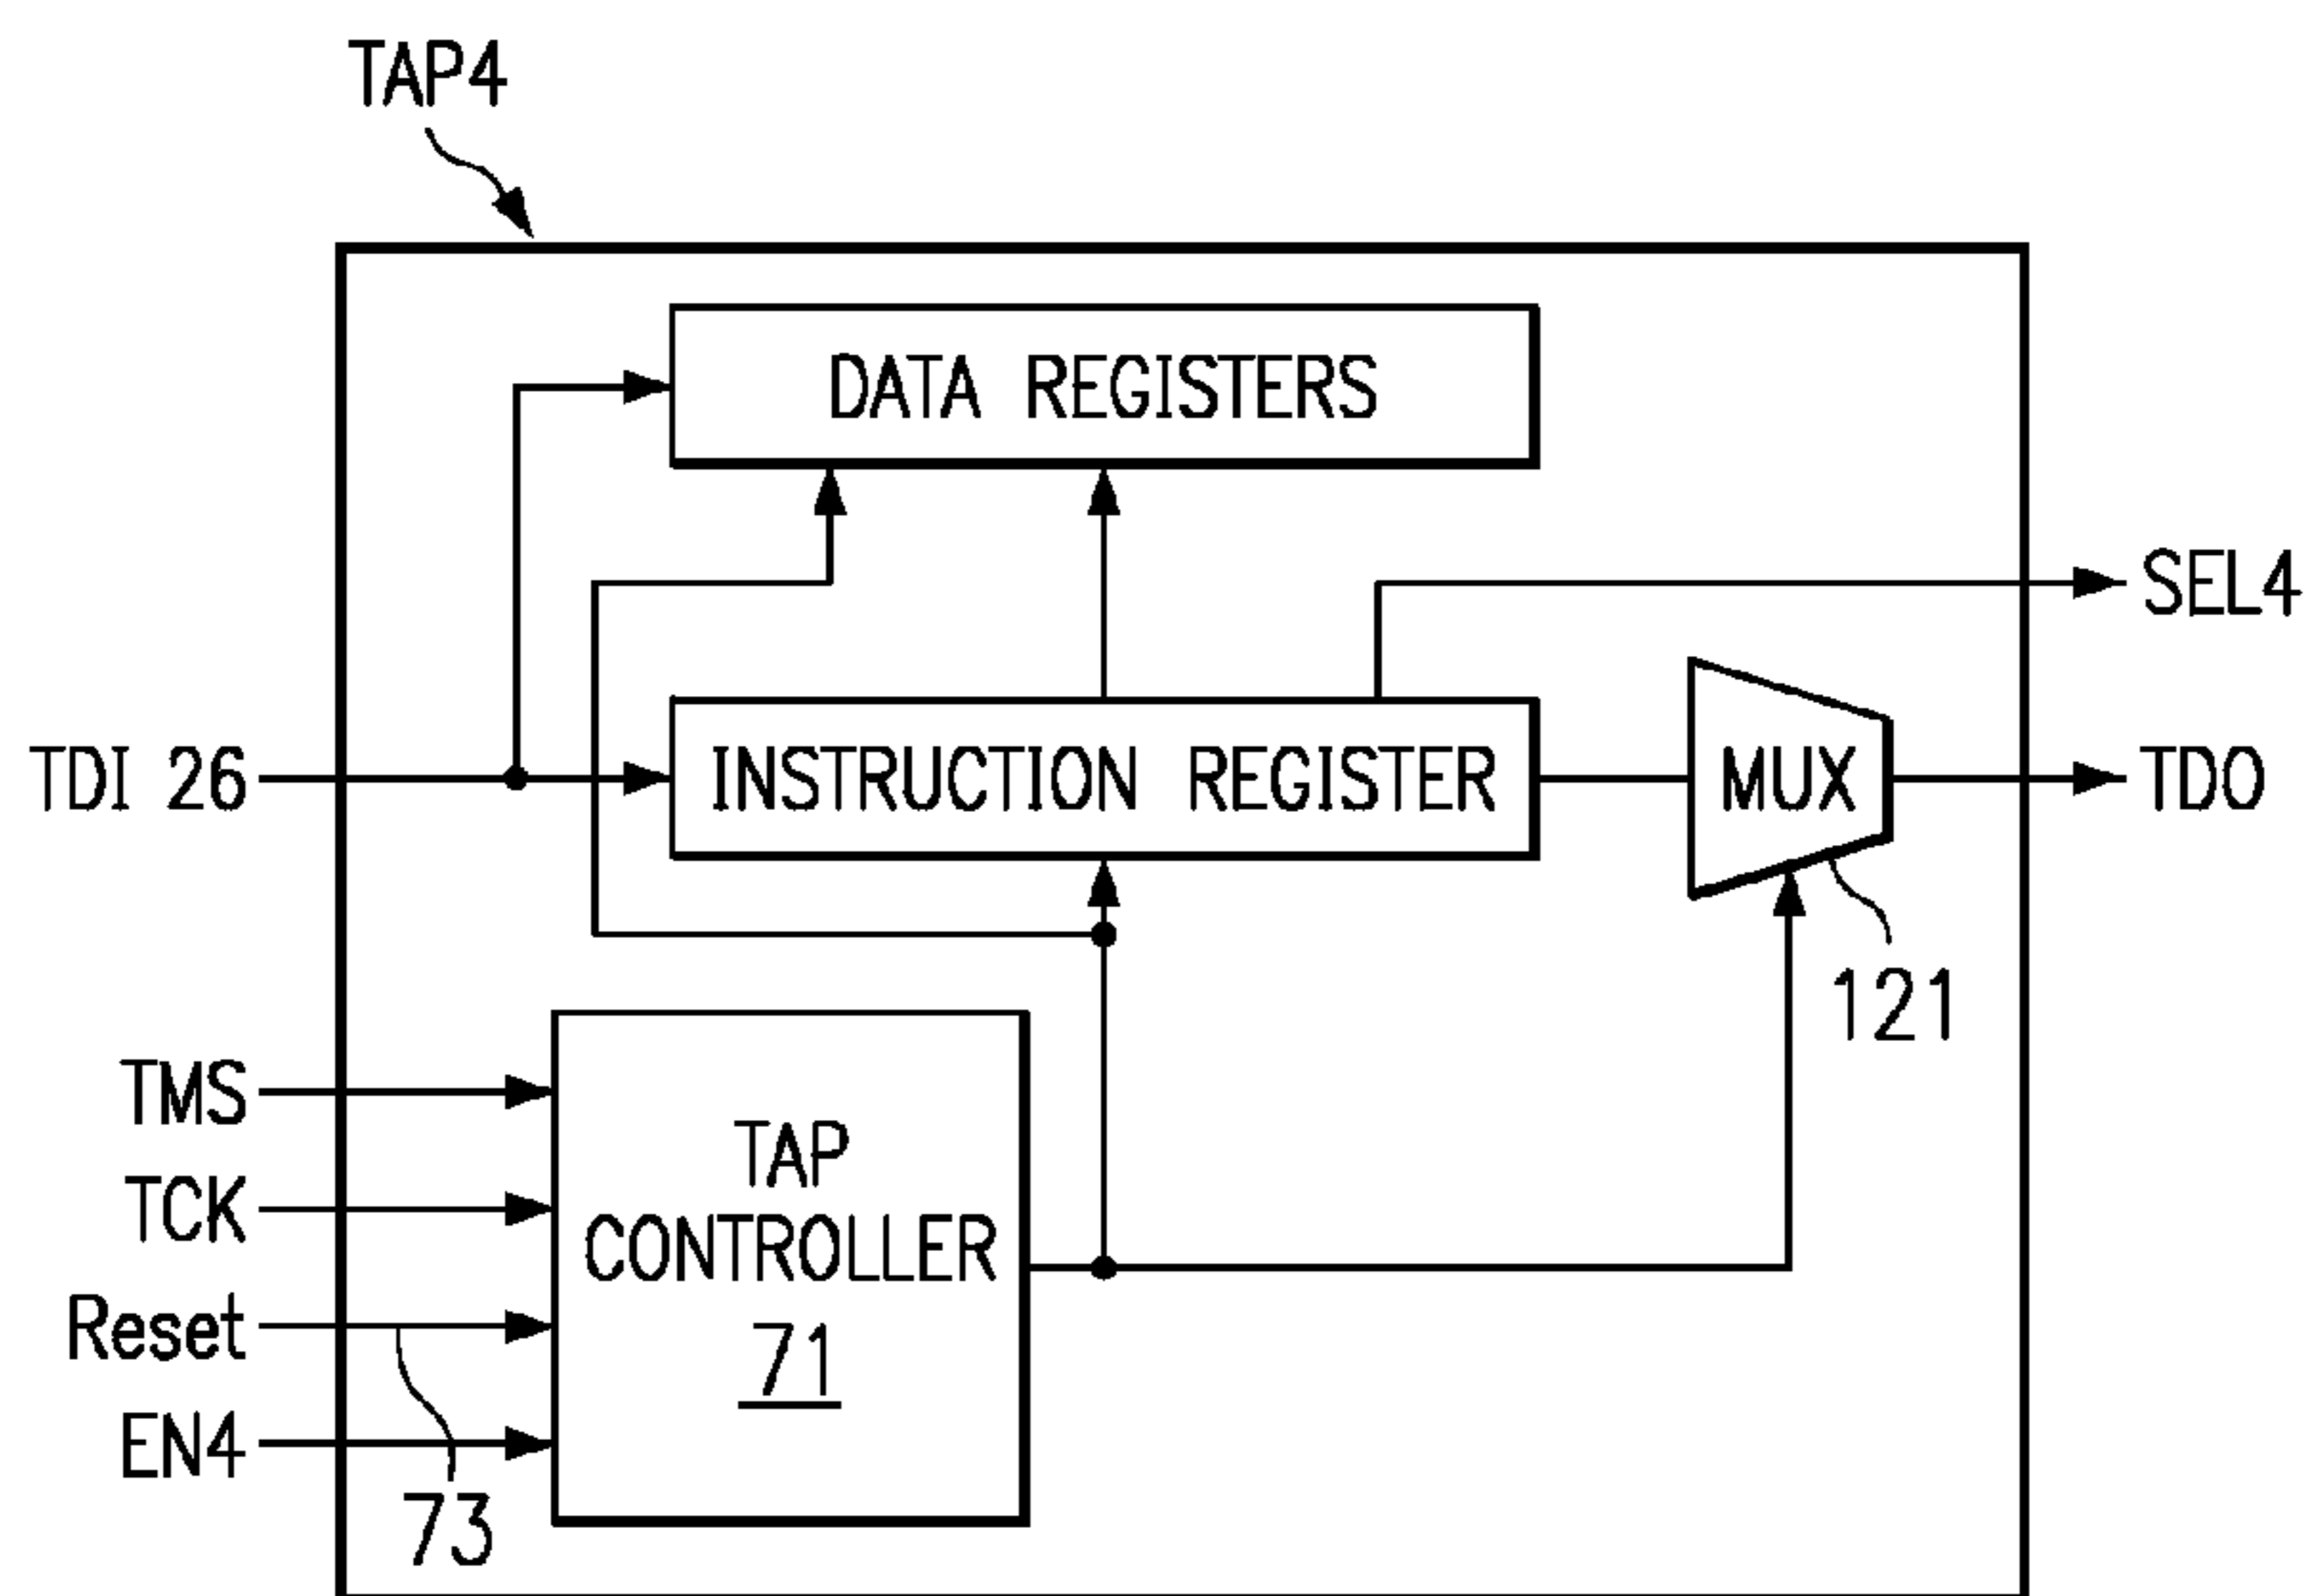 TAP4
DATA REGISTERS
SEL4
TDI 26
INSTRUCTION REGISTER
MUX
TDO
121
TMS
TCK
Reset
EN4
TAP
CONTROLLER
71
73